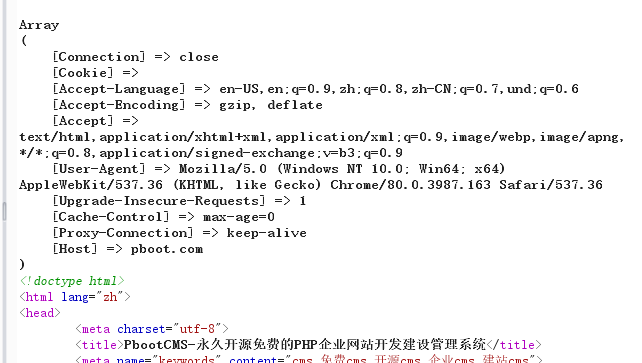 Array
(
[Connection] => close
[Cookie] =>
[Accept-Language] => en-US,en;q=0.9,zh;q=0.8,zh-CN;q=0.7,und;q=0.6
[Accept-Encoding] => gzip, deflate
[Accept] =>
text/html,application/xhtml+xml,application/xml;q=0.9,image/webp,image/apng,
*/*;q=0.8,application/signed-exchange;v=b3;q=0.9
[User-Agent] => Mozilla/5.0 (Windows NT 10.0; Win64; x64)
AppleWebKit/537.36 (KHTML, like Gecko) Chrome/80.0.3987.163 Safari/537.36
[Upgrade-Insecure-Requests] => 1
[Cache-Control] => max-age=0
[Proxy-Connection] => keep-alive
[Host] => pboot.com
)
<!doctype html>
<html lang="zh">
<head>
<meta charset="utf-8">
<title>PbootCMS-永久开源免费的PHP企业网站开发建设管理系统</title>
<meta name="keywords" content="cms,免费cms,开源cms,企业cms,建站cms">